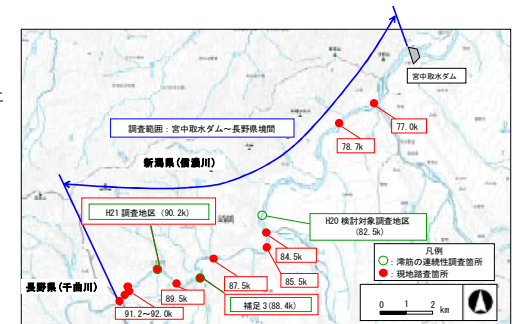 宮中取水ダム
77.0k
78.7k
調査範囲：宮中取水ダム～長野県境間
新潟県(信濃川)
H21 調査地区 (90.2k)
H20 検討対象調査地区
(82.5k)
84.5k
85.5k
87.5k
補足3(88.4k)
89.5k
長野県(千曲川)
91.2～92.0k
凡例
：澪筋の連続性調査箇所
：現地踏査箇所
0 1 2 km